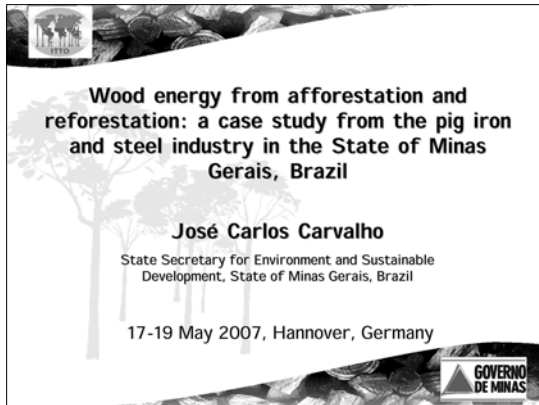 ITTO
Wood energy from afforestation and
reforestation: a case study from the pig iron
and steel industry in the State of Minas
Gerais, Brazil
José Carlos Carvalho
State Secretary for Environment and Sustainable
Development, State of Minas Gerais, Brazil
17-19 May 2007, Hannover, Germany
GOVERNO
DE MINAS